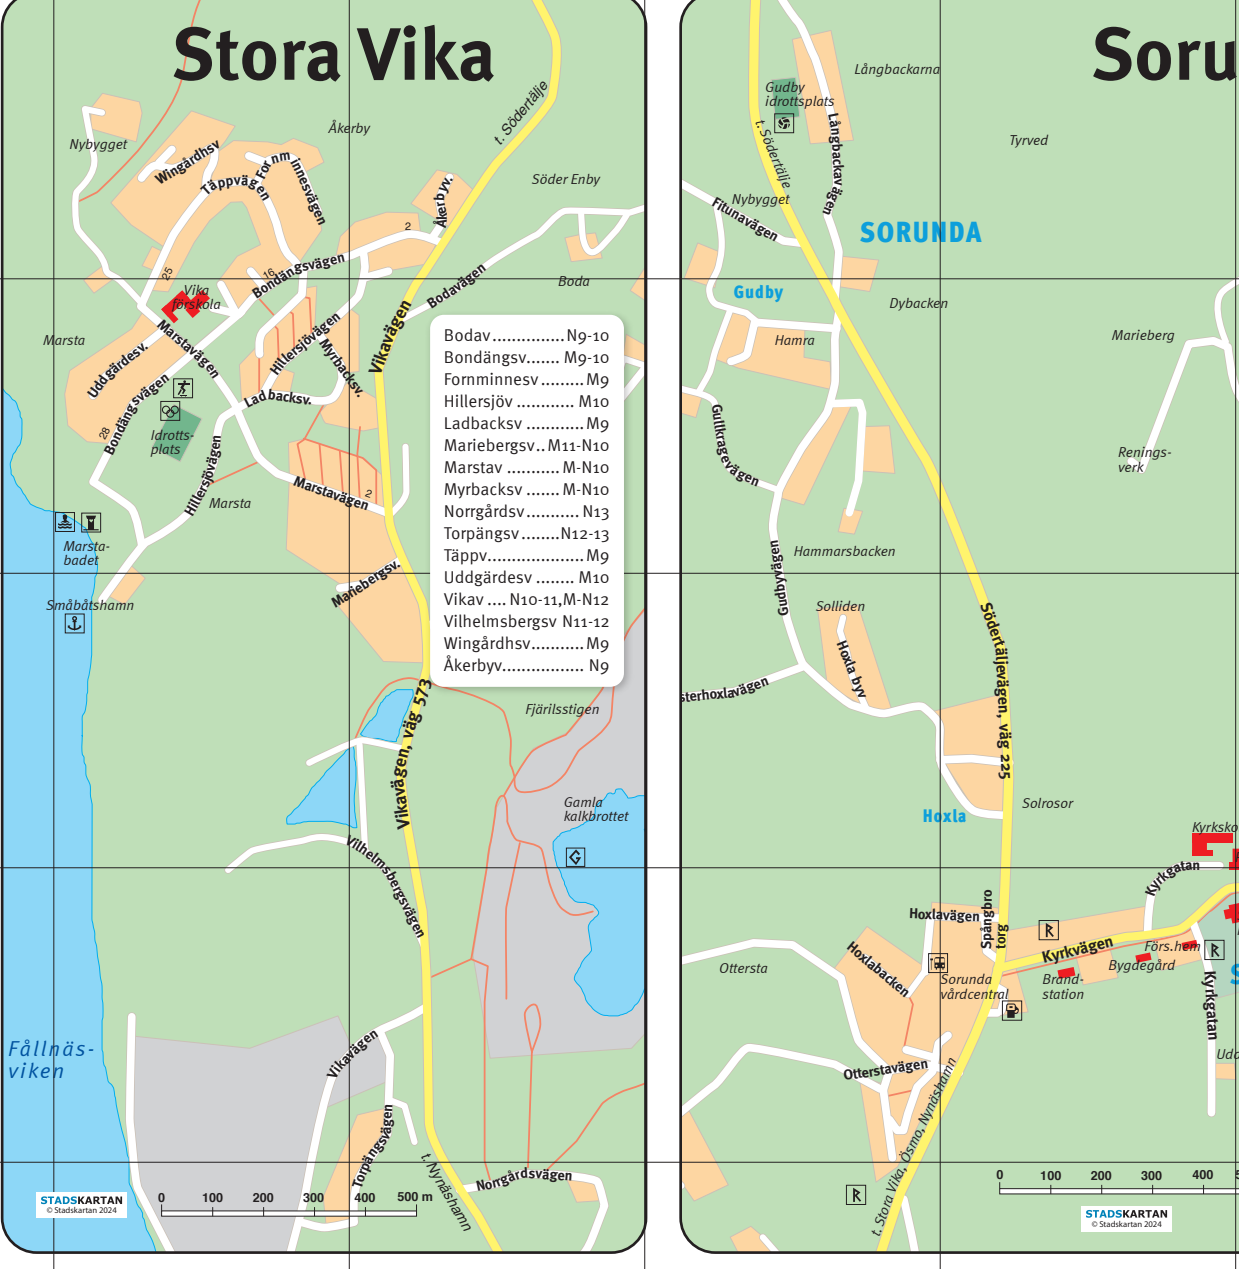 Stora Vika
Nybygget
Åkerby
t. Södertälje
Wingårdhsv
Täppvägen
Fornminnesvägen
Åkerbyv.
Söder Enby
2
25
16
Bondängsvägen
Bodavägen
Boda
Vika
förskola
Marsta
Marstavägen
Uddgärdesv.
Hillersjövägen
Myrbacksv.
Vikavägen
Bondängsvägen
Ladbacksv.
28
Idrotts-
plats
Hillersjövägen
Marsta
Marstavägen
2
Bodav...............N9-10
Bondängsv....... M9-10
Fornminnesv.........M9
Hillersjöv ............ M10
Ladbacksv ............M9
Mariebergsv..M11-N10
Marstav ........... M-N10
Myrbacksv ....... M-N10
Norrgårdsv........... N13
Torpängsv........N12-13
Täppv.....................M9
Uddgärdesv ........ M10
Vikav .... N10-11,M-N12
Vilhelmsbergsv N11-12
Wingårdhsv...........M9
Åkerbyv................. N9
Marsta-
badet
Småbåtshamn
Mariebergsv.
Vikavägen, väg 573
Fjärilsstigen
Gamla
kalkbrottet
Vilhelmsbergsvägen
Fållnäs-
viken
Vikavägen
Torpängsvägen
t. Nynäshamn
Norrgårdsvägen
STADSKARTAN
© Stadskartan 2024
0 100 200 300 400 500 m
Soru
Långbackarna
Gudby
idrottsplats
t. Södertälje
Långbackavägen
Tyrved
Nybygget
Fitunavägen
SORUNDA
Gudby
Dybacken
Hamra
Marieberg
Gullkragevägen
Renings-
verk
Hammarsbacken
Gudbyvägen
Solliden
Hoxla byv
Södertäljevägen, väg 225
sterhoxlavägen
Solrosor
Hoxla
Kyrksko
Kyrkgatan
Hoxlavägen
Spångbro
torg
Kyrkvägen
Förs.hem
Bygdegård
Brand-
station
Hoxlabacken
Ottersta
Sorunda
vårdcentral
Kyrkgatan
S
Otterstavägen
t. Stora Vika, Ösmo, Nynäshamn
0 100 200 300 400
STADSKARTAN
© Stadskartan 2024